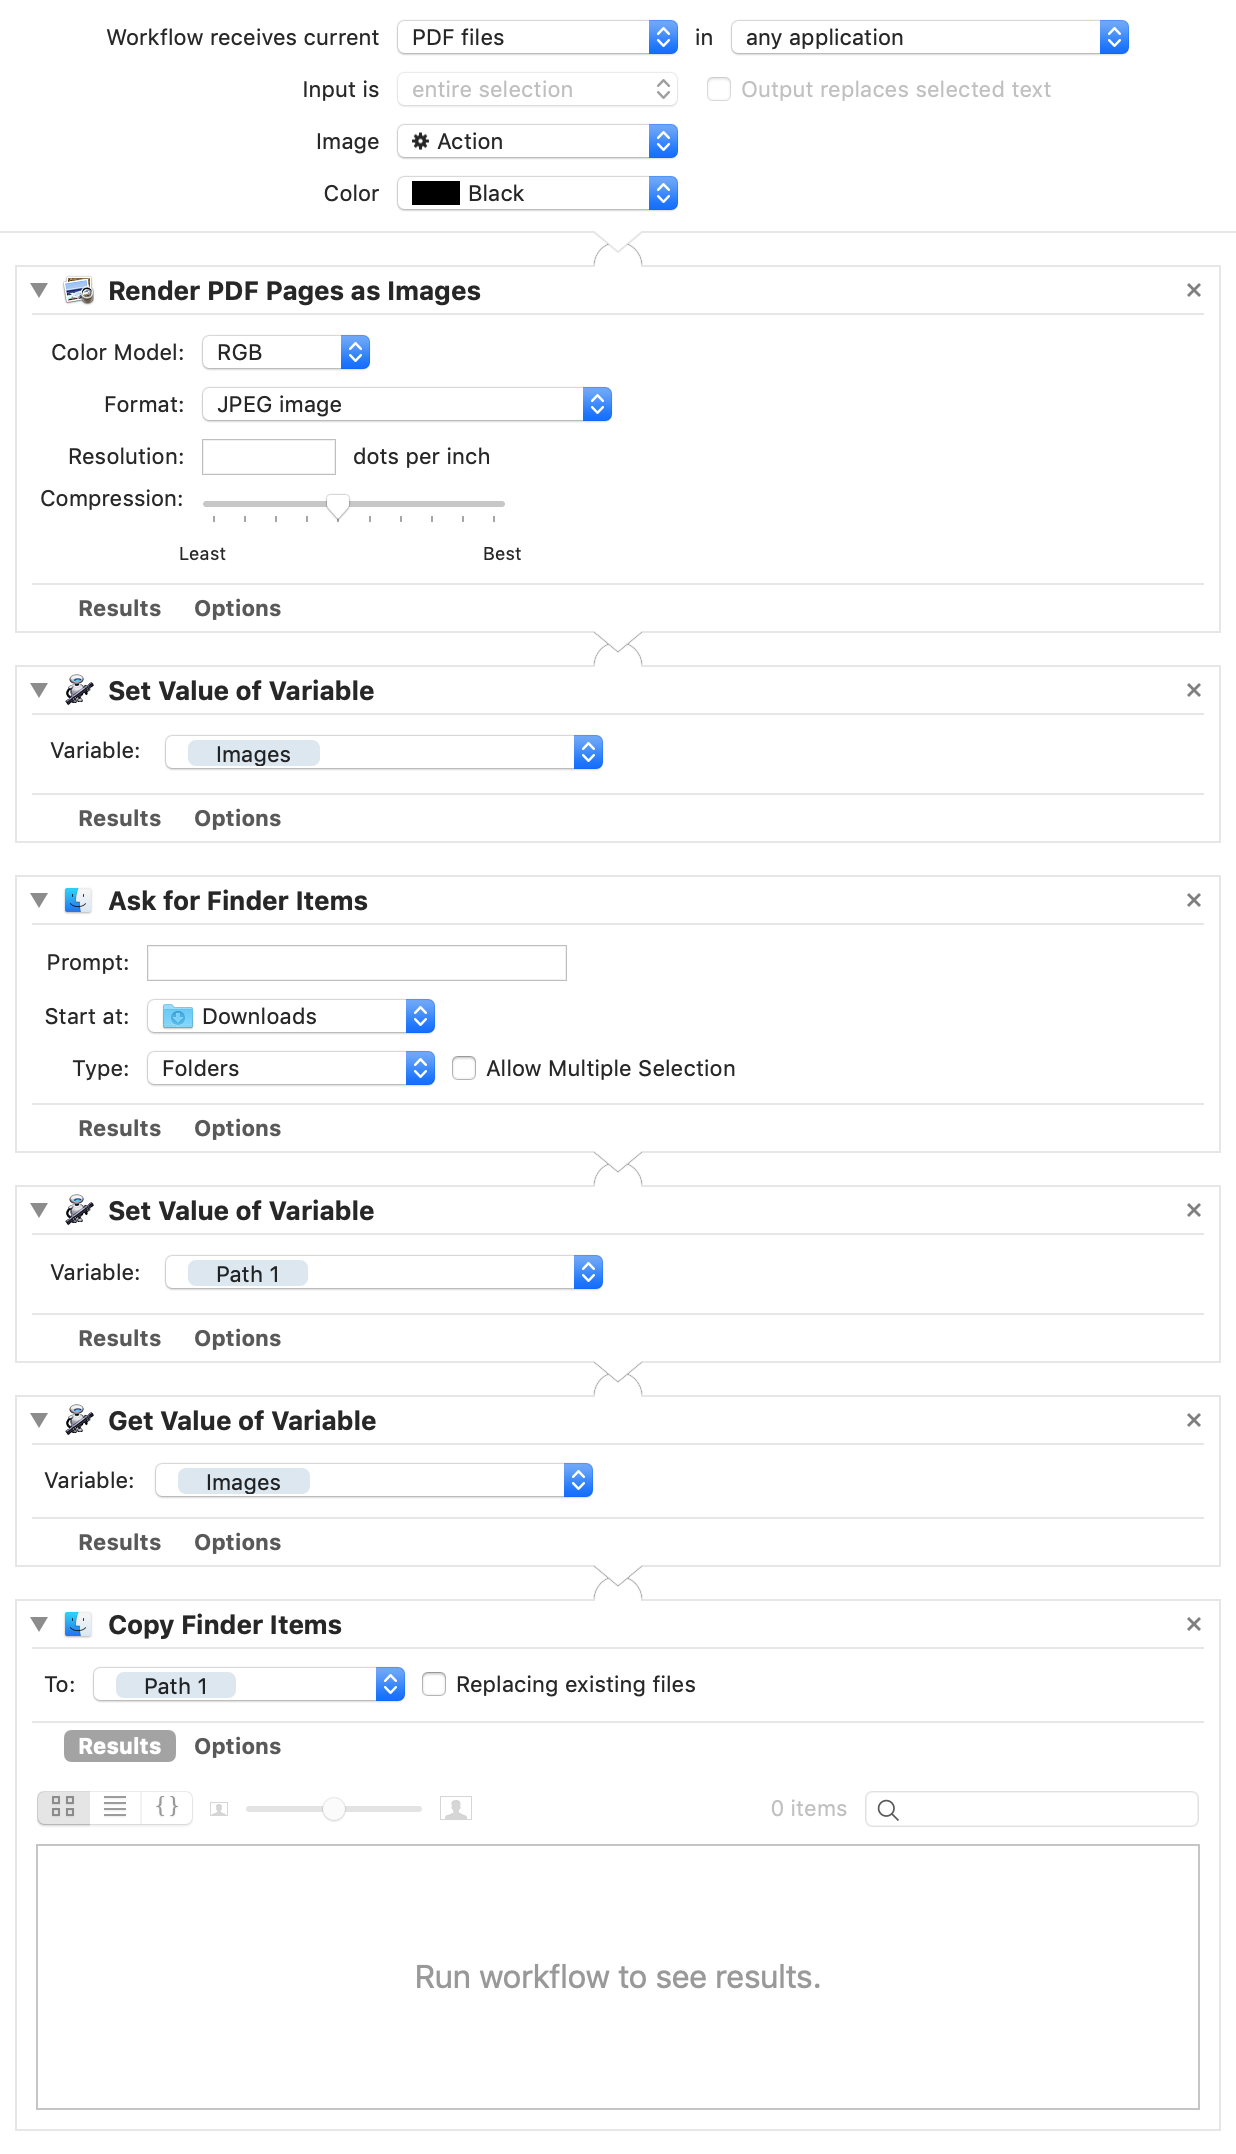 Workflow receives current PDF files in any application
Input is entire selection Output replaces selected text
Image Action
Color Black
Render PDF Pages as Images
Color Model: RGB
Format: JPEG image
Resolution: dots per inch
Compression:
Least Best
Results Options
Set Value of Variable
Variable: Images
Results Options
Ask for Finder Items
Prompt:
Start at: Downloads
Type: Folders Allow Multiple Selection
Results Options
Set Value of Variable
Variable: Path 1
Results Options
Get Value of Variable
Variable: Images
Results Options
Copy Finder Items
To: Path 1 Replacing existing files
Results Options
{} 0 items
Run workflow to see results.